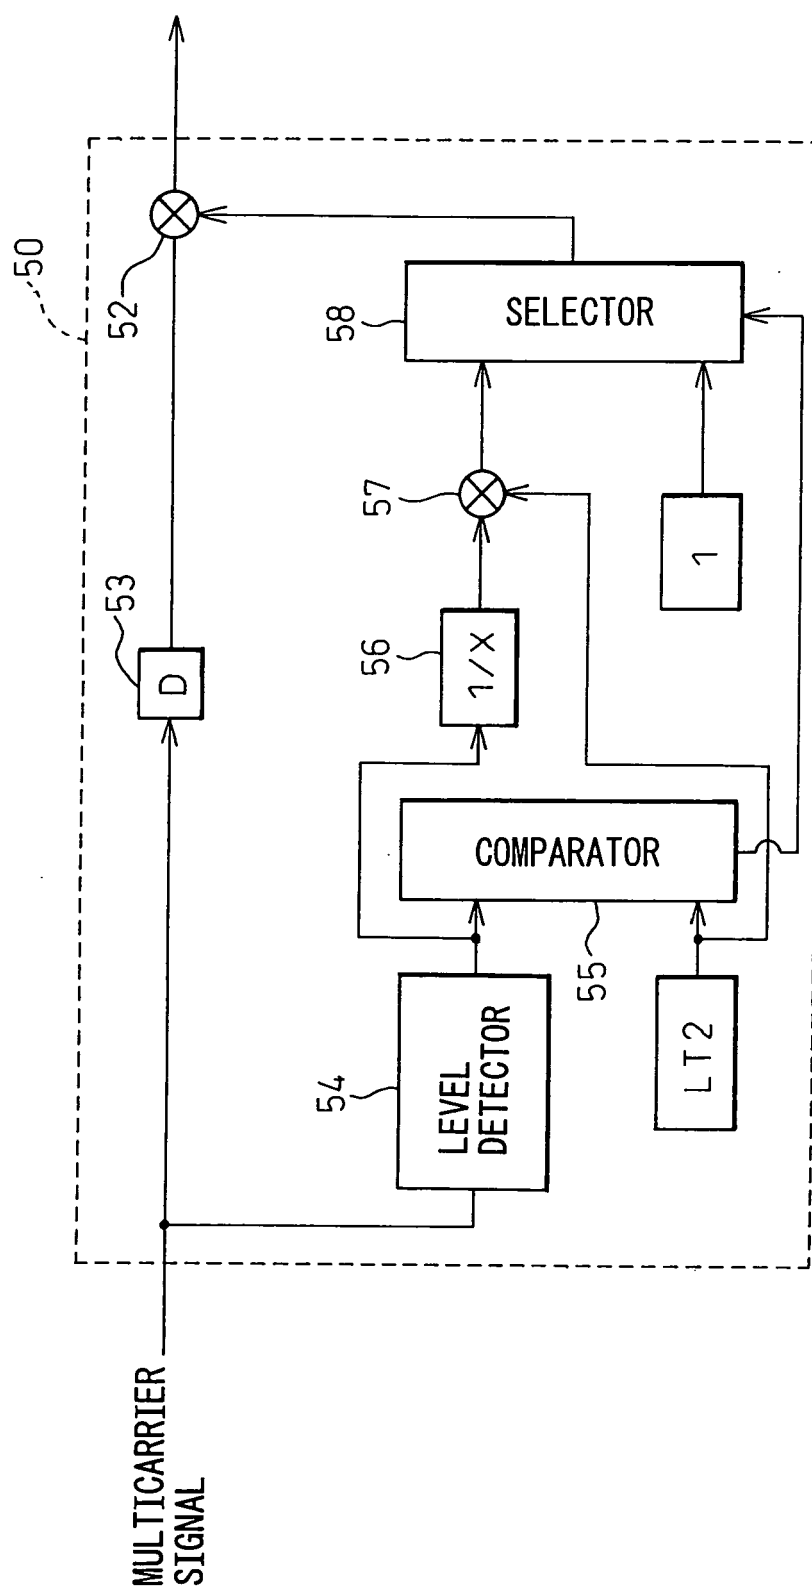 50
52
53
MULTICARRIER
SIGNAL
D
54
LEVEL
DETECTOR
55
COMPARATOR
56
1/X
57
58
SELECTOR
LT2
1